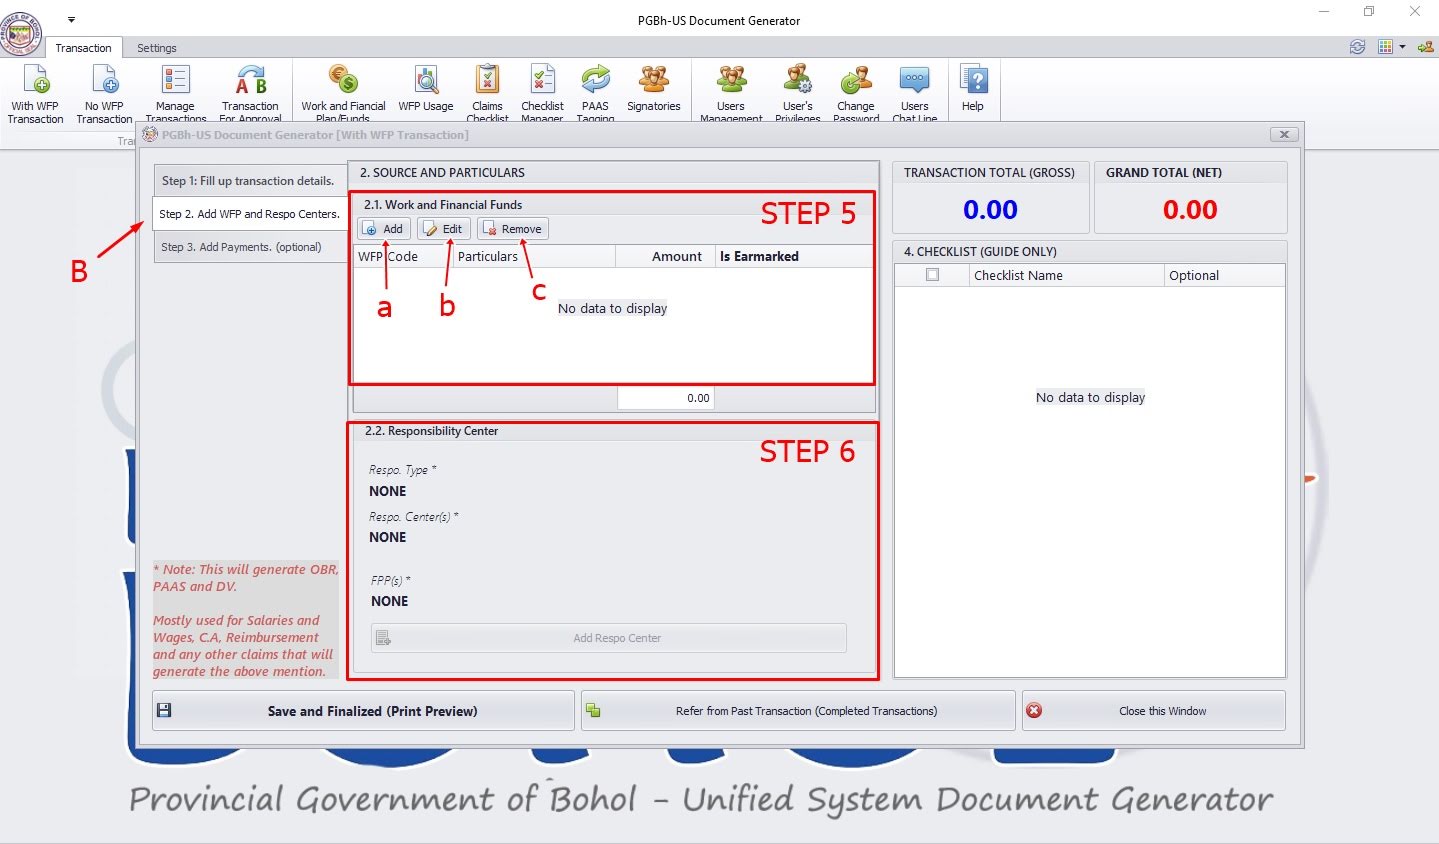 PGBh-US Document Generator
Transaction Settings
With WFP Transaction
No WFP Transaction
Manage Transactions
Transaction For Approval
Work and Fiancial Plan/Funds
WFP Usage
Claims Checklist
Checklist Manager
PAAS Tagging
Signatories
Users Management
User's Privileges
Change Password
Users Chat Line
Help
PGBh-US Document Generator [With WFP Transaction]
Step 1: Fill up transaction details.
Step 2. Add WFP and Respo Centers.
Step 3. Add Payments. (optional)
B
2. SOURCE AND PARTICULARS
2.1. Work and Financial Funds
STEP 5
Add Edit Remove
WFP Code Particulars Amount Is Earmarked
a b c
No data to display
0.00
2.2. Responsibility Center
STEP 6
Respo. Type *
NONE
Respo. Center(s) *
NONE
FPP(s) *
NONE
Add Respo Center
TRANSACTION TOTAL (GROSS)
0.00
GRAND TOTAL (NET)
0.00
4. CHECKLIST (GUIDE ONLY)
Checklist Name Optional
No data to display
* Note: This will generate OBR,
PAAS and DV.
Mostly used for Salaries and
Wages, C.A, Reimbursement
and any other claims that will
generate the above mention.
Save and Finalized (Print Preview)
Refer from Past Transaction (Completed Transactions)
Close this Window
Provincial Government of Bohol - Unified System Document Generator